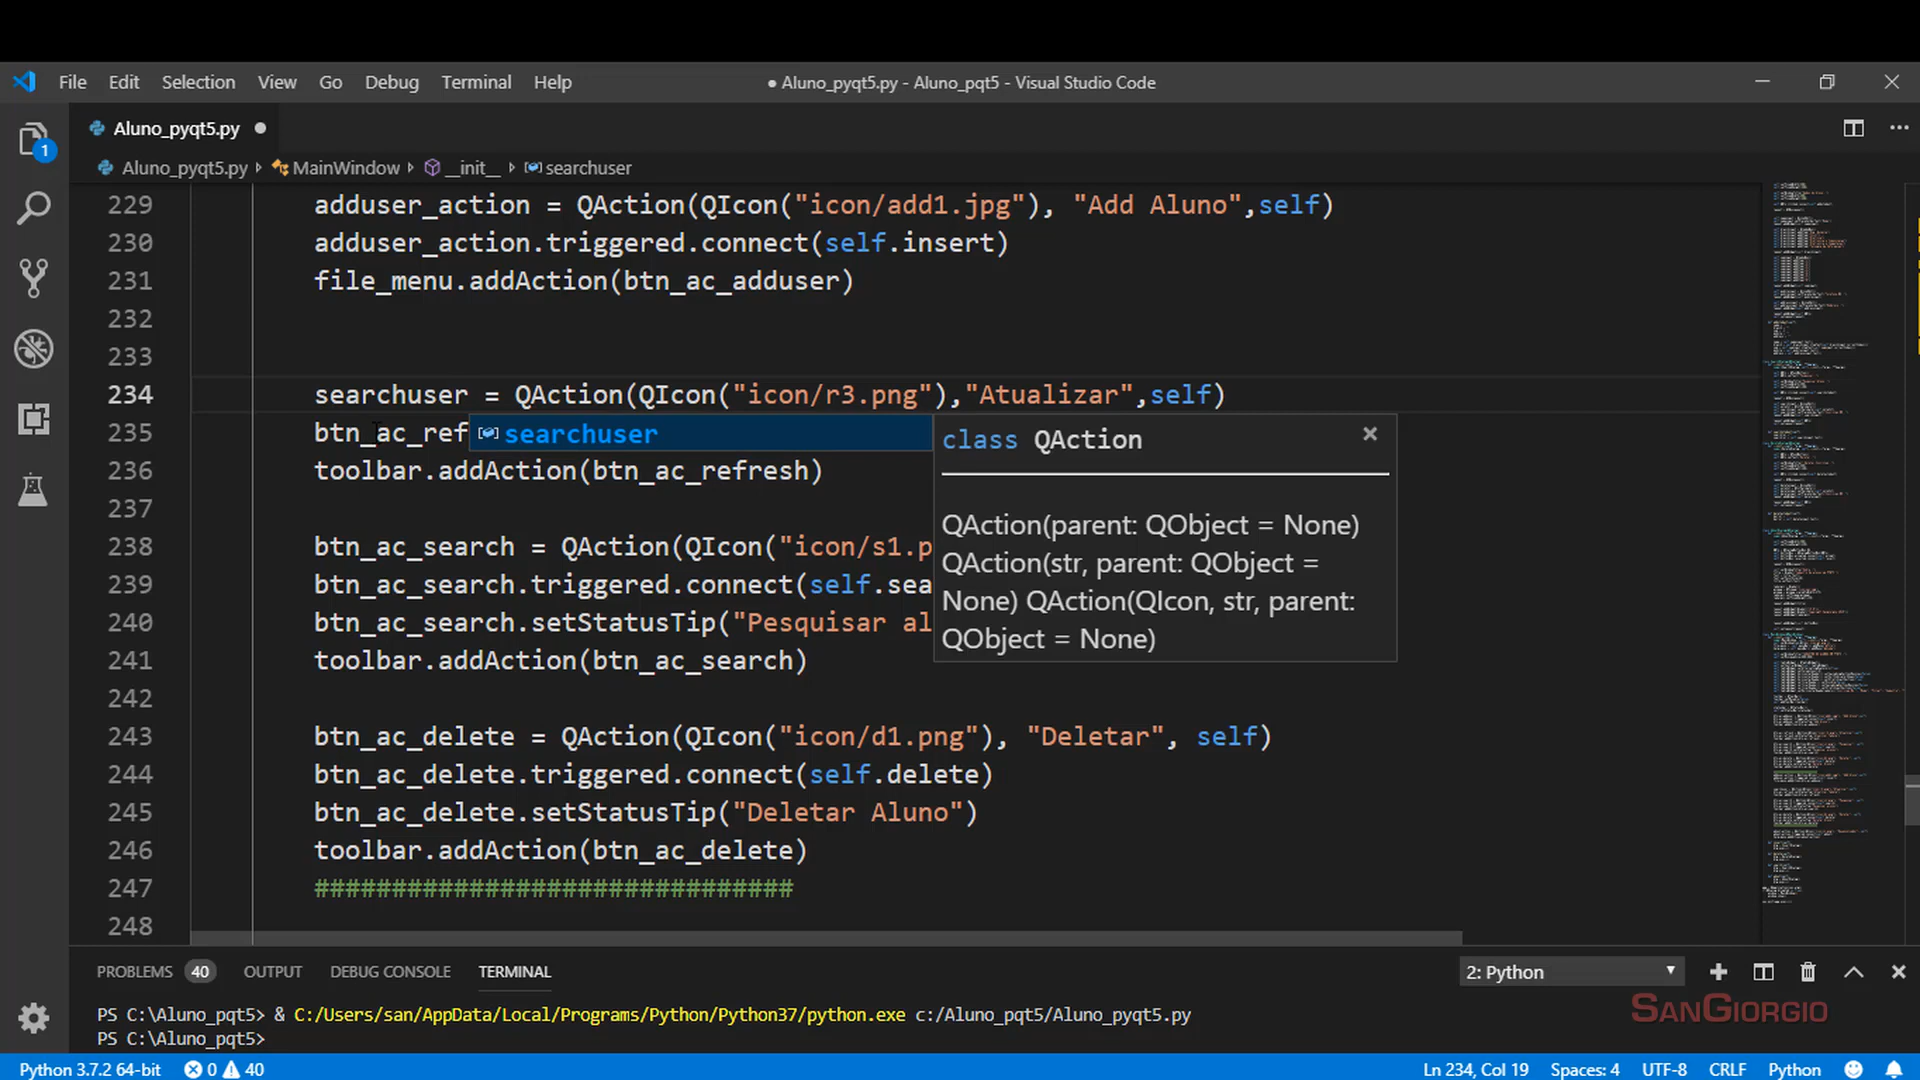 File Edit Selection View Go Debug Terminal Help
● Aluno_pyqt5.py - Aluno_pqt5 - Visual Studio Code
1
Aluno_pyqt5.py ●
Aluno_pyqt5.py › MainWindow › __init__ › searchuser
229 adduser_action = QAction(QIcon("icon/add1.jpg"), "Add Aluno",self)
230 adduser_action.triggered.connect(self.insert)
231 file_menu.addAction(btn_ac_adduser)
232
233
234 searchuser = QAction(QIcon("icon/r3.png"),"Atualizar",self)
235 btn_ac_ref
searchuser
class QAction
QAction(parent: QObject = None)
QAction(str, parent: QObject =
None) QAction(QIcon, str, parent:
QObject = None)
236 toolbar.addAction(btn_ac_refresh)
237
238 btn_ac_search = QAction(QIcon("icon/s1.p
239 btn_ac_search.triggered.connect(self.sea
240 btn_ac_search.setStatusTip("Pesquisar al
241 toolbar.addAction(btn_ac_search)
242
243 btn_ac_delete = QAction(QIcon("icon/d1.png"), "Deletar", self)
244 btn_ac_delete.triggered.connect(self.delete)
245 btn_ac_delete.setStatusTip("Deletar Aluno")
246 toolbar.addAction(btn_ac_delete)
247 ###############################
248
PROBLEMS 40 OUTPUT DEBUG CONSOLE TERMINAL
2: Python
PS C:\Aluno_pqt5> & C:/Users/san/AppData/Local/Programs/Python/Python37/python.exe c:/Aluno_pqt5/Aluno_pyqt5.py
PS C:\Aluno_pqt5>
SANGIORGIO
Python 3.7.2 64-bit 0 40
Ln 234, Col 19 Spaces: 4 UTF-8 CRLF Python